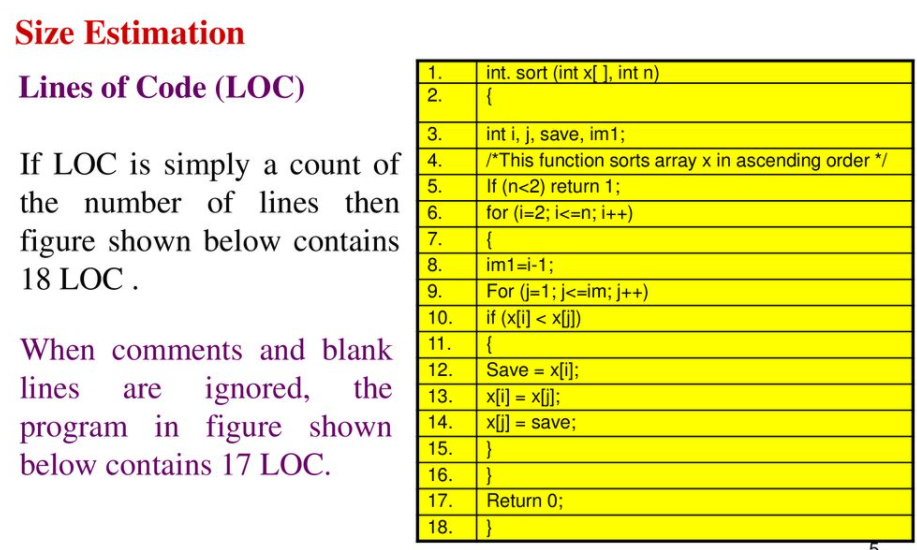 Size Estimation
Lines of Code (LOC)
If LOC is simply a count of
the number of lines then
figure shown below contains
18 LOC .
When comments and blank
lines are ignored, the
program in figure shown
below contains 17 LOC.
1. int. sort (int x[ ], int n)
2. {
3. int i, j, save, im1;
4. /*This function sorts array x in ascending order */
5. If (n<2) return 1;
6. for (i=2; i<=n; i++)
7. {
8. im1=i-1;
9. For (j=1; j<=im; j++)
10. if (x[i] < x[j])
11. {
12. Save = x[i];
13. x[i] = x[j];
14. x[j] = save;
15. }
16. }
17. Return 0;
18. }
5